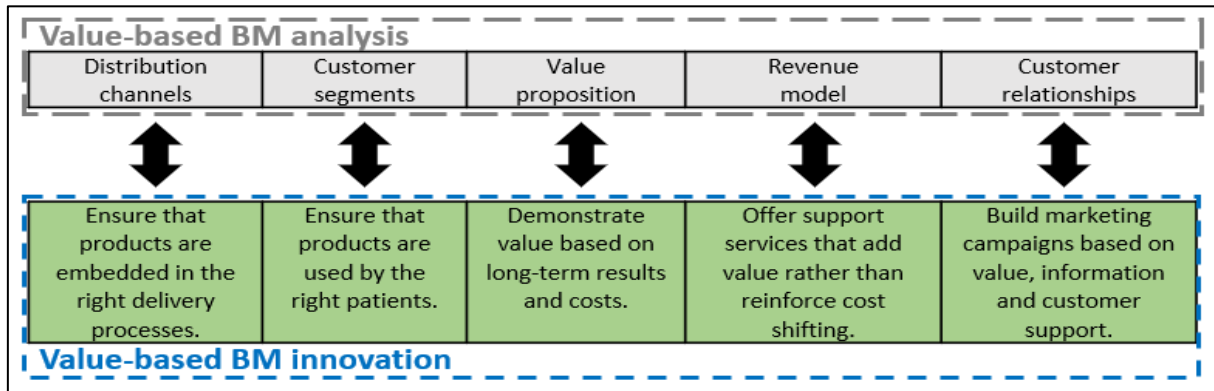 Value-based BM analysis
Distribution
channels
Customer
segments
Value
proposition
Revenue
model
Customer
relationships
Ensure that
products are
embedded in the
right delivery
processes.
Ensure that
products are
used by the
right patients.
Demonstrate
value based on
long-term results
and costs.
Offer support
services that add
value rather than
reinforce cost
shifting.
Build marketing
campaigns based on
value, information
and customer
support.
Value-based BM innovation